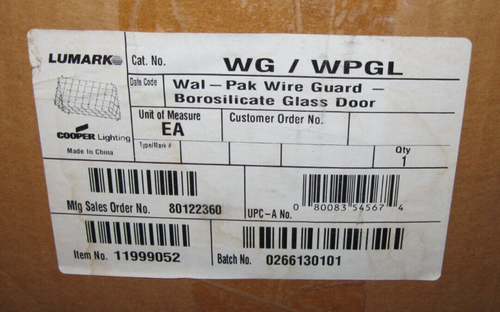 LUMARK
Cat. No. WG / WPGL
Date Code Wal-Pak Wire Guard -
Borosilicate Glass Door
Unit of Measure
EA
Customer Order No.
COOPER Lighting
Made In China
Type/Mark #
Qty
1
Mfg Sales Order No. 80122360
UPC-A No.
0 80083 54567 4
Item No. 11999052
Batch No. 0266130101